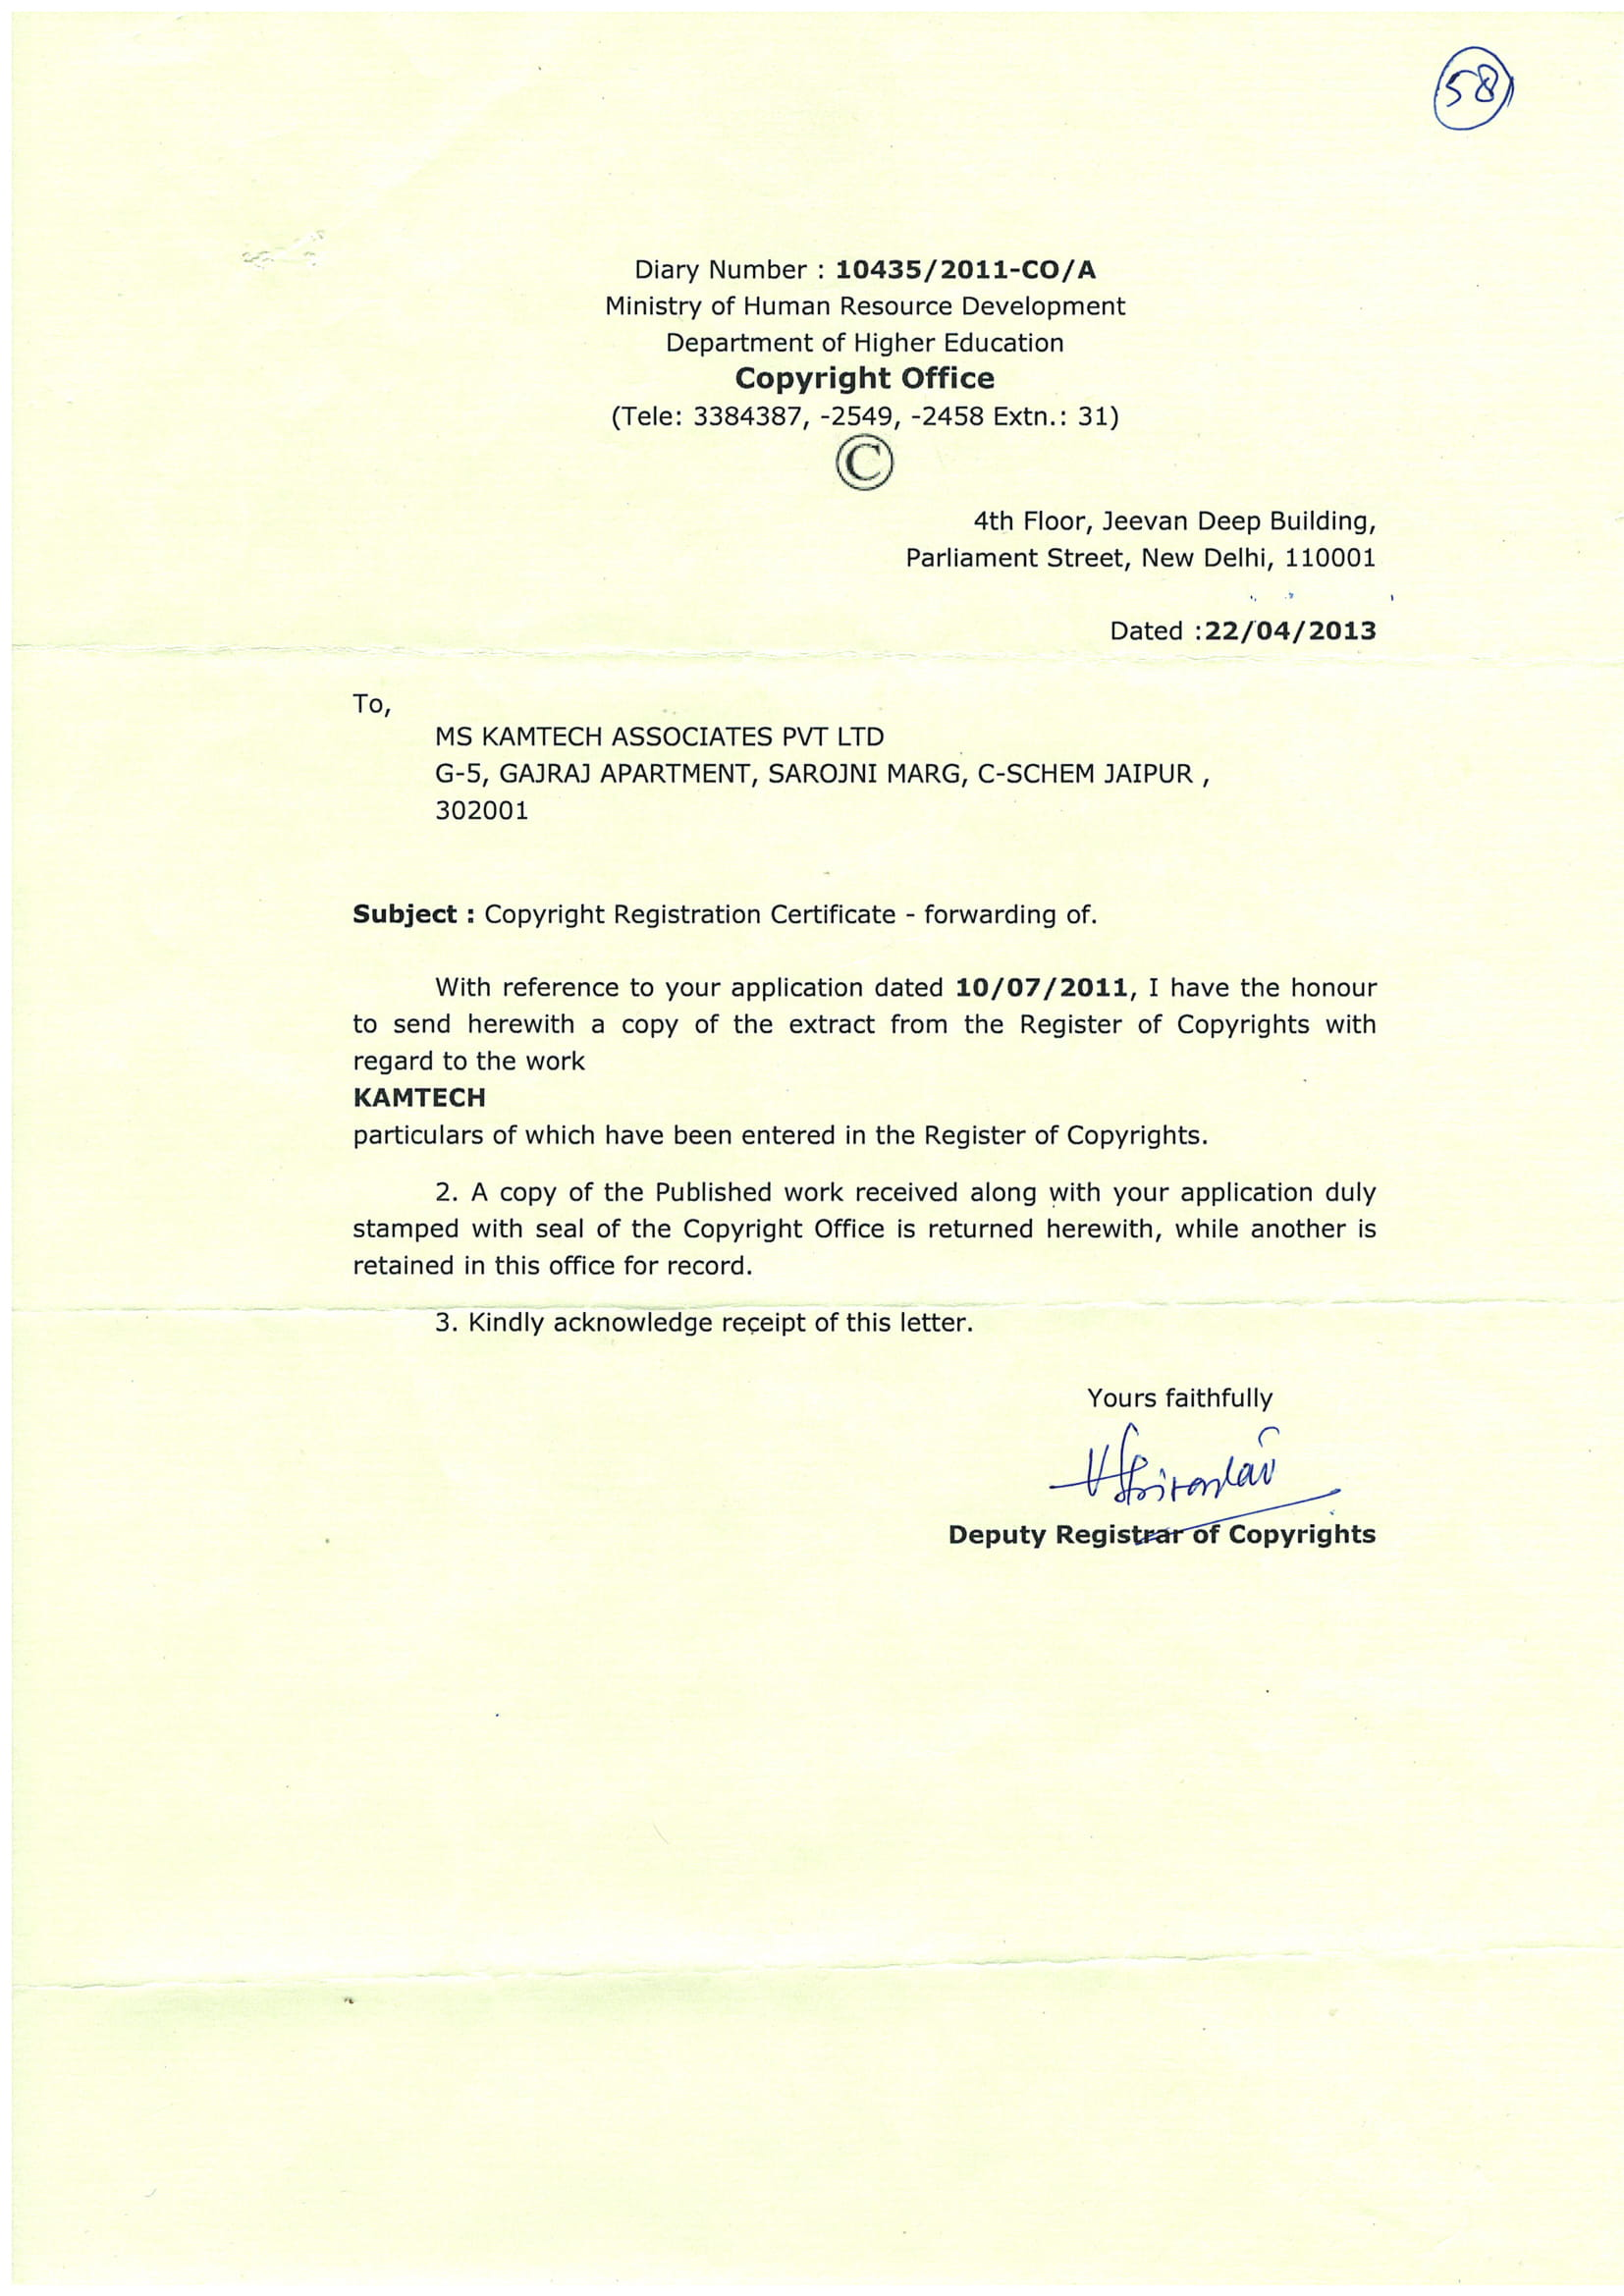 58
Diary Number : 10435/2011-CO/A
Ministry of Human Resource Development
Department of Higher Education
Copyright Office
(Tele: 3384387, -2549, -2458 Extn.: 31)
©
4th Floor, Jeevan Deep Building,
Parliament Street, New Delhi, 110001
Dated :22/04/2013
To,
MS KAMTECH ASSOCIATES PVT LTD
G-5, GAJRAJ APARTMENT, SAROJNI MARG, C-SCHEM JAIPUR ,
302001
Subject : Copyright Registration Certificate - forwarding of.
With reference to your application dated 10/07/2011, I have the honour
to send herewith a copy of the extract from the Register of Copyrights with
regard to the work
KAMTECH
particulars of which have been entered in the Register of Copyrights.
2. A copy of the Published work received along with your application duly
stamped with seal of the Copyright Office is returned herewith, while another is
retained in this office for record.
3. Kindly acknowledge receipt of this letter.
Yours faithfully
Deputy Registrar of Copyrights